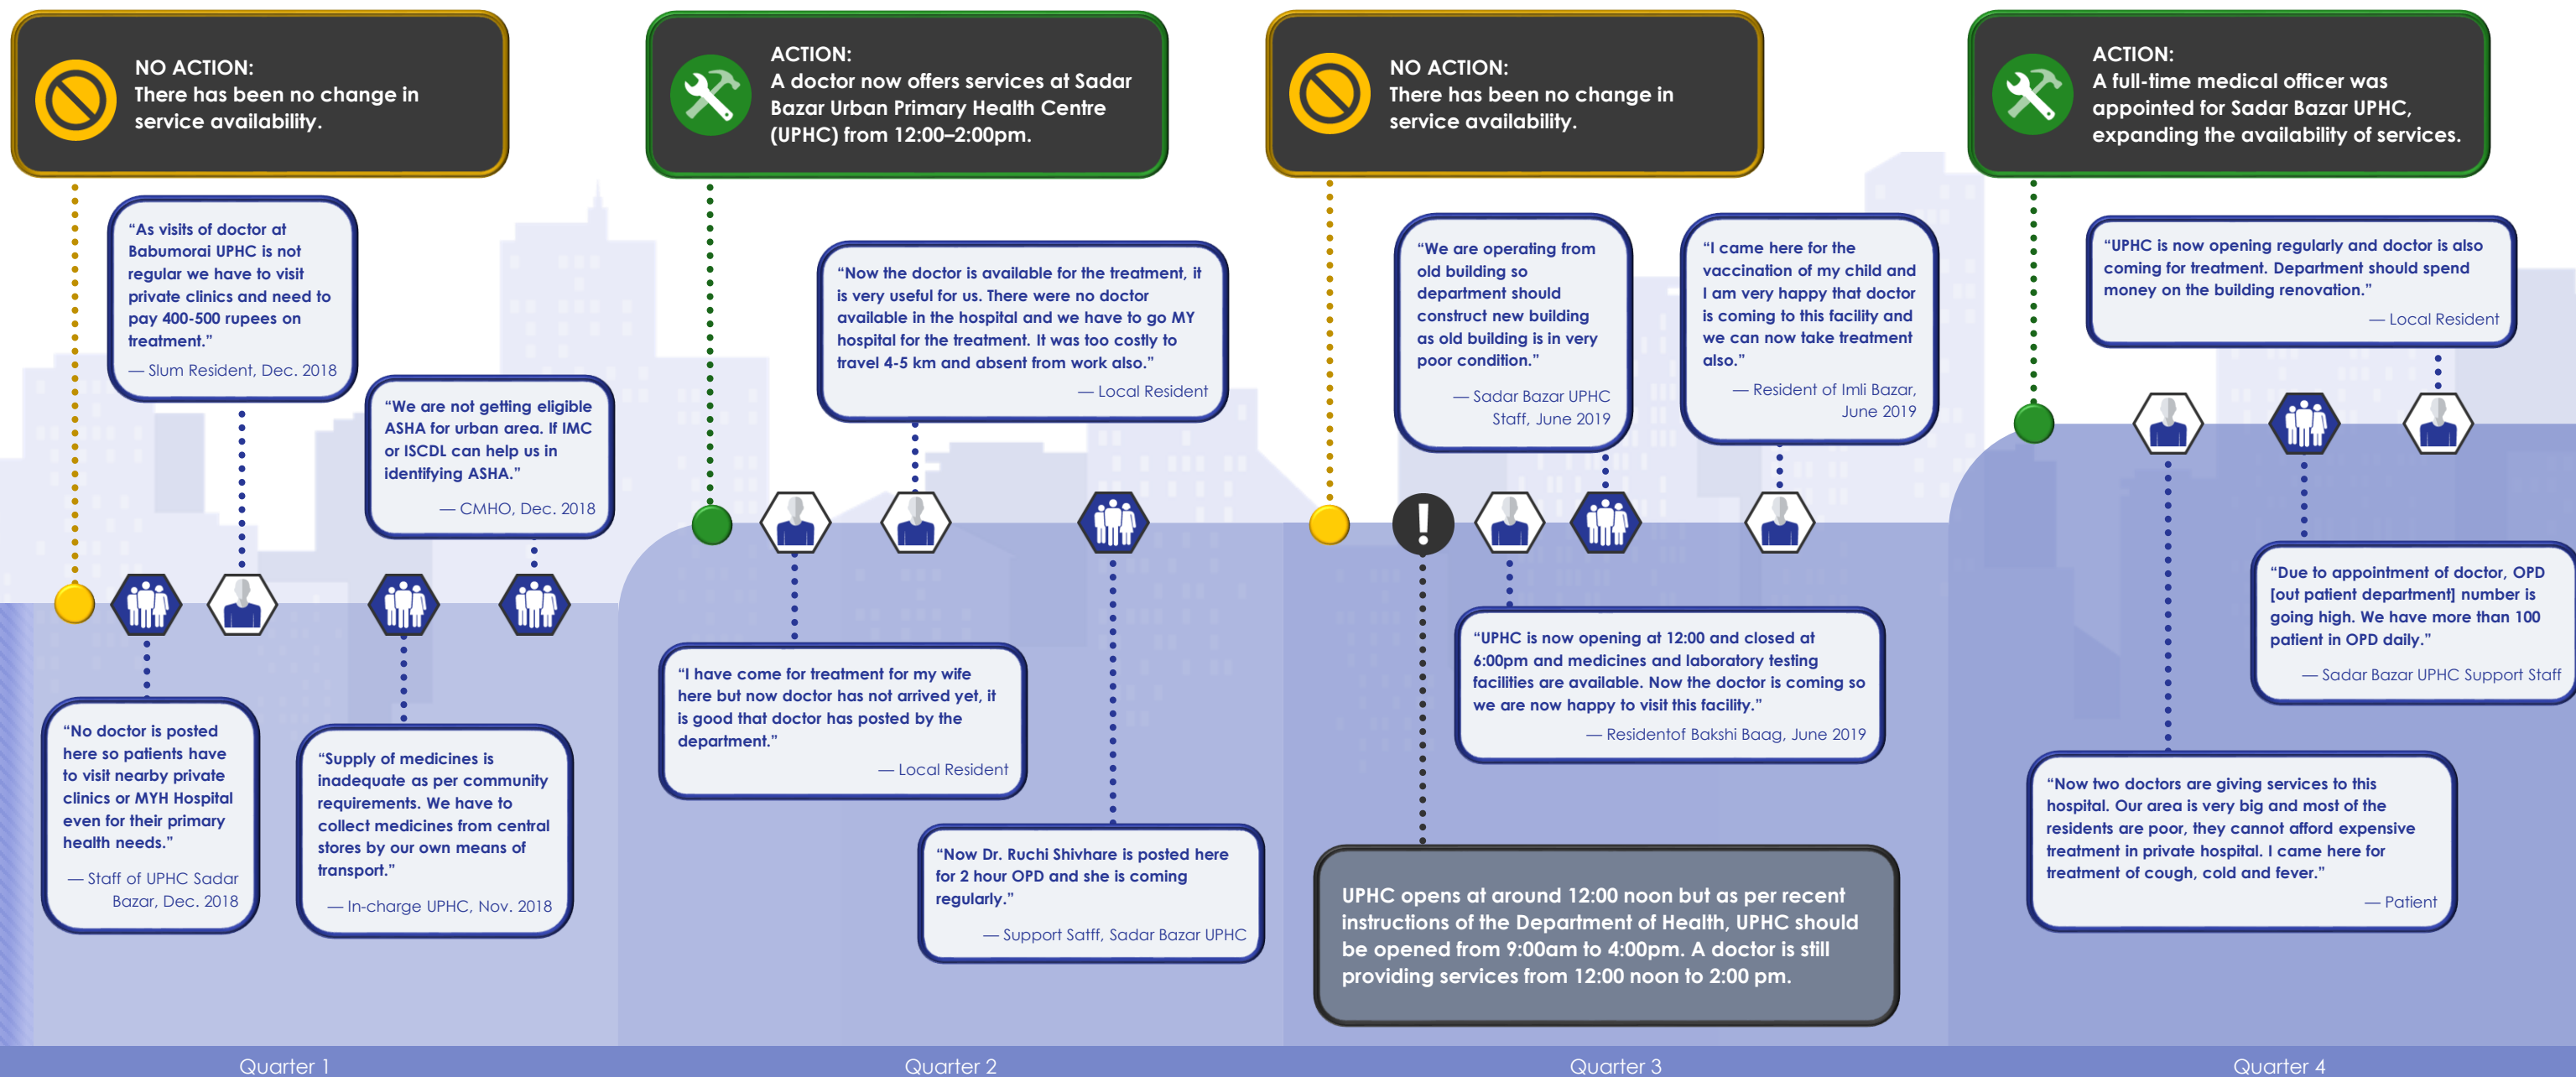 NO ACTION:
There has been no change in
service availability.
“As visits of doctor at
Babumorai UPHC is not
regular we have to visit
private clinics and need to
pay 400-500 rupees on
treatment.”
— Slum Resident, Dec. 2018
“We are not getting eligible
ASHA for urban area. If IMC
or ISCDL can help us in
identifying ASHA.”
— CMHO, Dec. 2018
“No doctor is posted
here so patients have
to visit nearby private
clinics or MYH Hospital
even for their primary
health needs.”
— Staff of UPHC Sadar
Bazar, Dec. 2018
“Supply of medicines is
inadequate as per community
requirements. We have to
collect medicines from central
stores by our own means of
transport.”
— In-charge UPHC, Nov. 2018
Quarter 1
ACTION:
A doctor now offers services at Sadar
Bazar Urban Primary Health Centre
(UPHC) from 12:00–2:00pm.
“Now the doctor is available for the treatment, it
is very useful for us. There were no doctor
available in the hospital and we have to go MY
hospital for the treatment. It was too costly to
travel 4-5 km and absent from work also.”
— Local Resident
“I have come for treatment for my wife
here but now doctor has not arrived yet, it
is good that doctor has posted by the
department.”
— Local Resident
“Now Dr. Ruchi Shivhare is posted here
for 2 hour OPD and she is coming
regularly.”
— Support Satff, Sadar Bazar UPHC
Quarter 2
NO ACTION:
There has been no change in
service availability.
“We are operating from
old building so
department should
construct new building
as old building is in very
poor condition.”
— Sadar Bazar UPHC
Staff, June 2019
“I came here for the
vaccination of my child and
I am very happy that doctor
is coming to this facility and
we can now take treatment
also.”
— Resident of Imli Bazar,
June 2019
“UPHC is now opening at 12:00 and closed at
6:00pm and medicines and laboratory testing
facilities are available. Now the doctor is coming so
we are now happy to visit this facility.”
— Residentof Bakshi Baag, June 2019
UPHC opens at around 12:00 noon but as per recent
instructions of the Department of Health, UPHC should
be opened from 9:00am to 4:00pm. A doctor is still
providing services from 12:00 noon to 2:00 pm.
Quarter 3
ACTION:
A full-time medical officer was
appointed for Sadar Bazar UPHC,
expanding the availability of services.
“UPHC is now opening regularly and doctor is also
coming for treatment. Department should spend
money on the building renovation.”
— Local Resident
“Due to appointment of doctor, OPD
[out patient department] number is
going high. We have more than 100
patient in OPD daily.”
— Sadar Bazar UPHC Support Staff
“Now two doctors are giving services to this
hospital. Our area is very big and most of the
residents are poor, they cannot afford expensive
treatment in private hospital. I came here for
treatment of cough, cold and fever.”
— Patient
Quarter 4